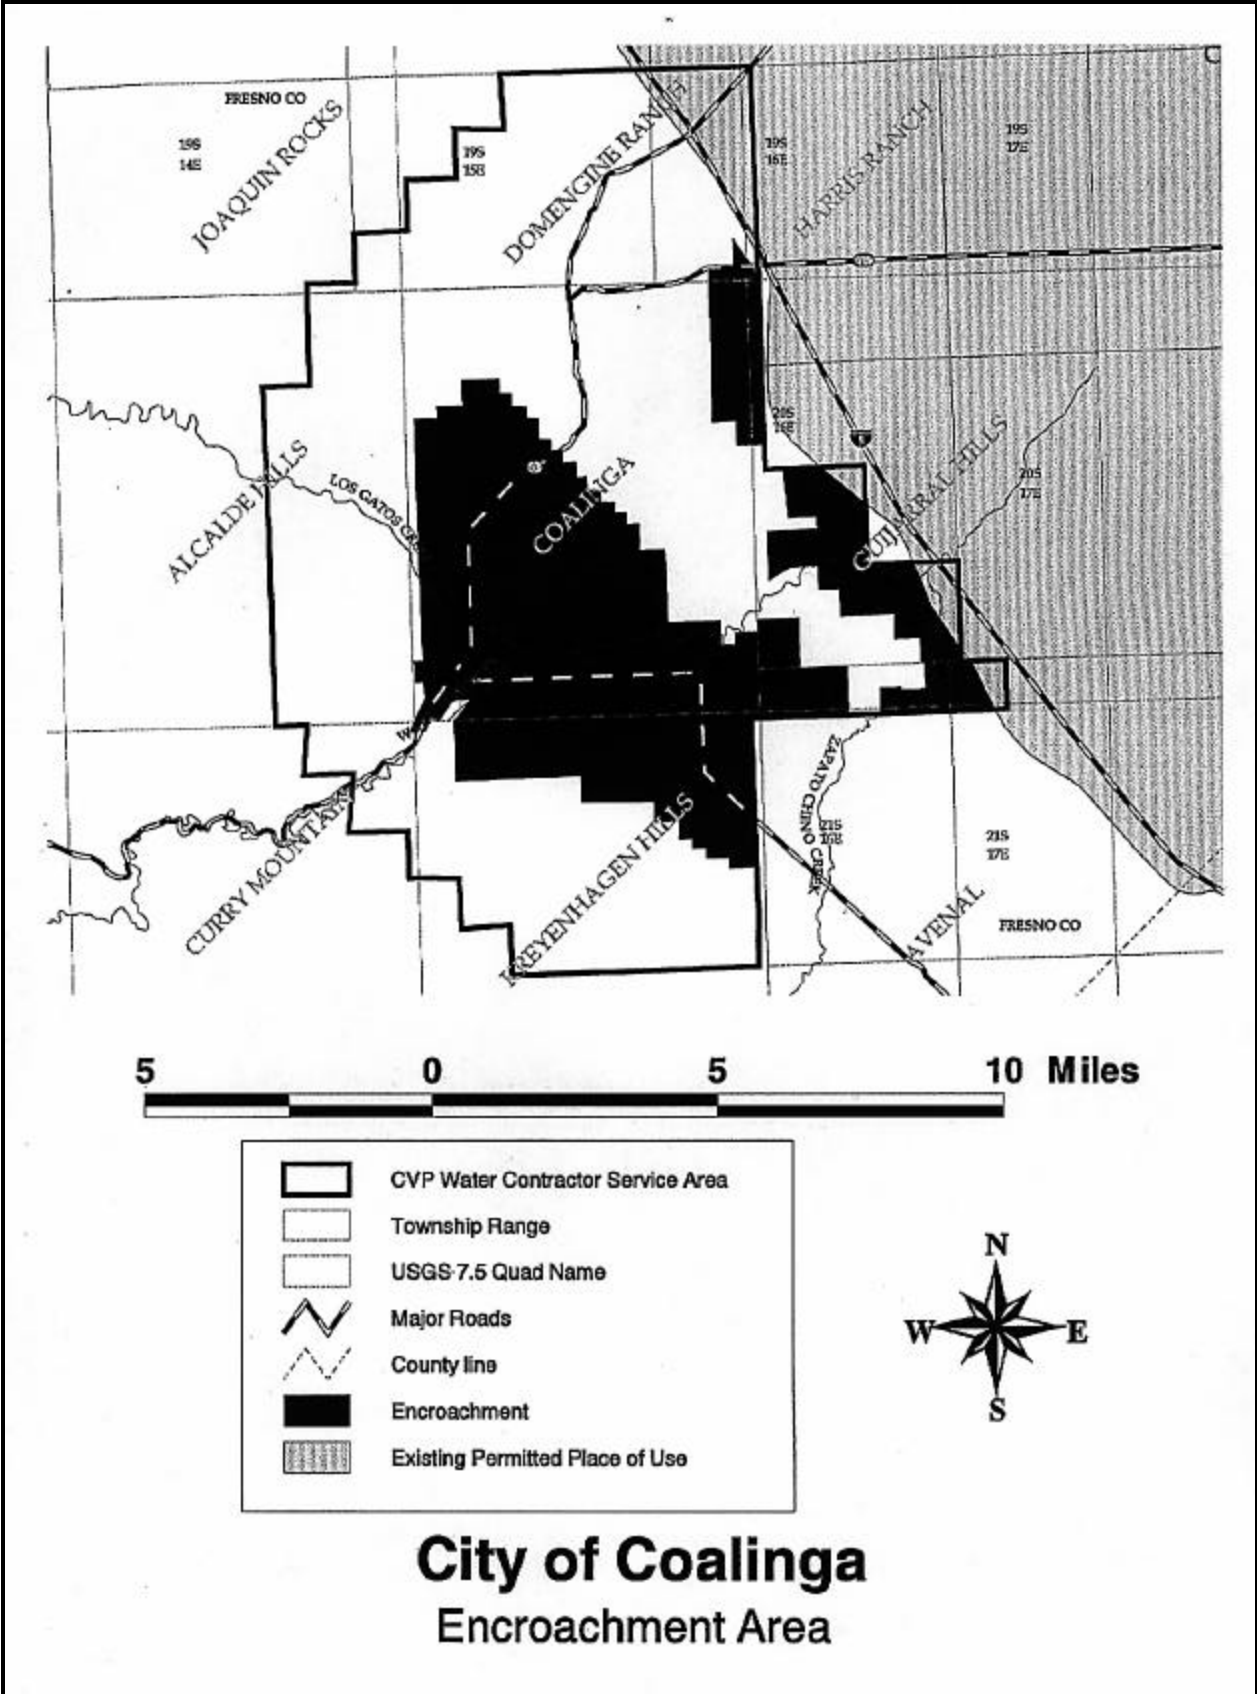 FRESNO CO
JOAQUIN ROCKS
19S
14E
19S
15E
DOMENGINE RANCH
19S
16E
HARRIS RANCH
19S
17E
ALCALDE HILLS
LOS GATOS
COALINGA
20S
16E
GUIJARRAL HILLS
20S
17E
CURRY MOUNTAIN
KREYENHAGEN HILLS
ZAPATO CHINO CREEK
21S
16E
21S
17E
AVENAL
FRESNO CO
5 0 5 10 Miles
CVP Water Contractor Service Area
Township Range
USGS 7.5 Quad Name
Major Roads
County line
Encroachment
Existing Permitted Place of Use
N
W E
S
City of Coalinga
Encroachment Area